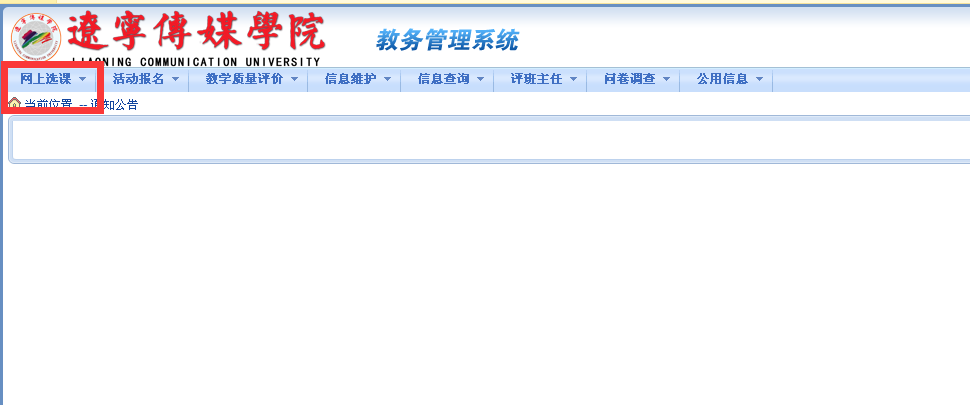 遼寧傳媒學院
LIAONING COMMUNICATION UNIVERSITY
教务管理系统
网上选课 活动报名 教学质量评价 信息维护 信息查询 评班主任 问卷调查 公用信息
当前位置 -- 通知公告